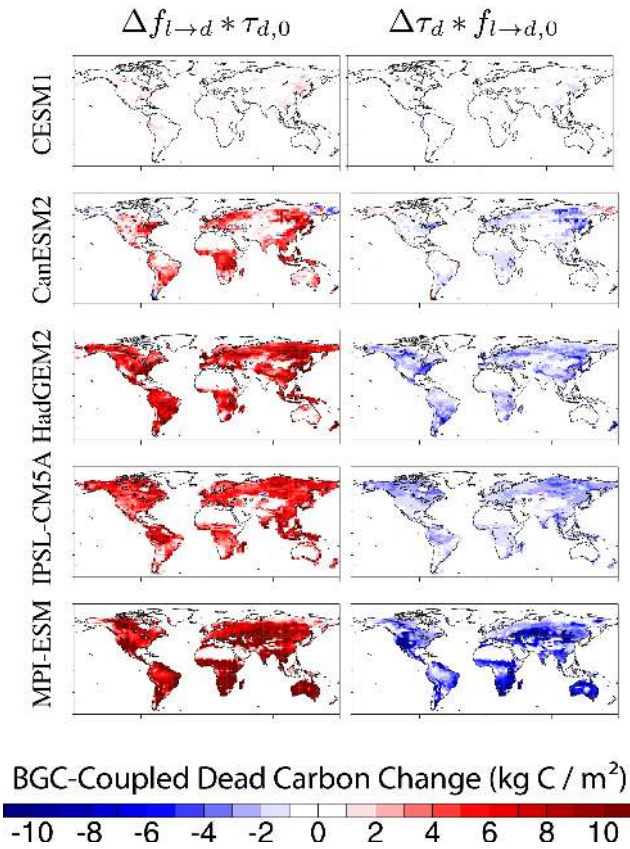 Δf_{l→d} * τ_{d,0} Δτ_d * f_{l→d,0}
CESM1
CanESM2
HadGEM2
IPSL-CM5A
MPI-ESM
BGC-Coupled Dead Carbon Change (kg C / m²)
-10 -8 -6 -4 -2 0 2 4 6 8 10